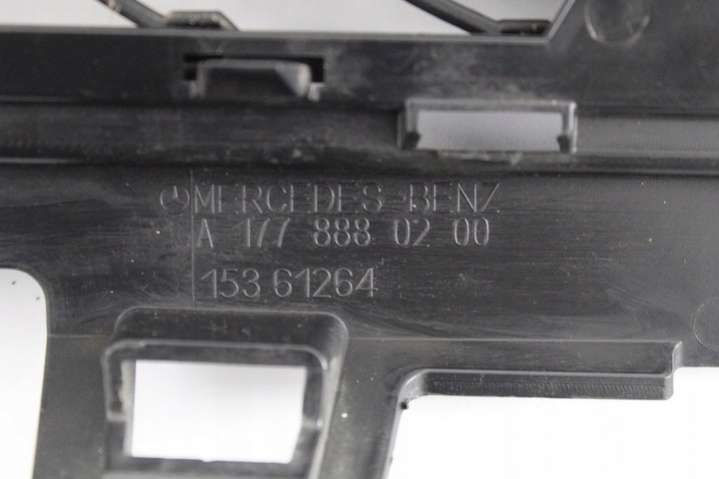 MERCEDES-BENZ
A 177 888 02 00
153 61264